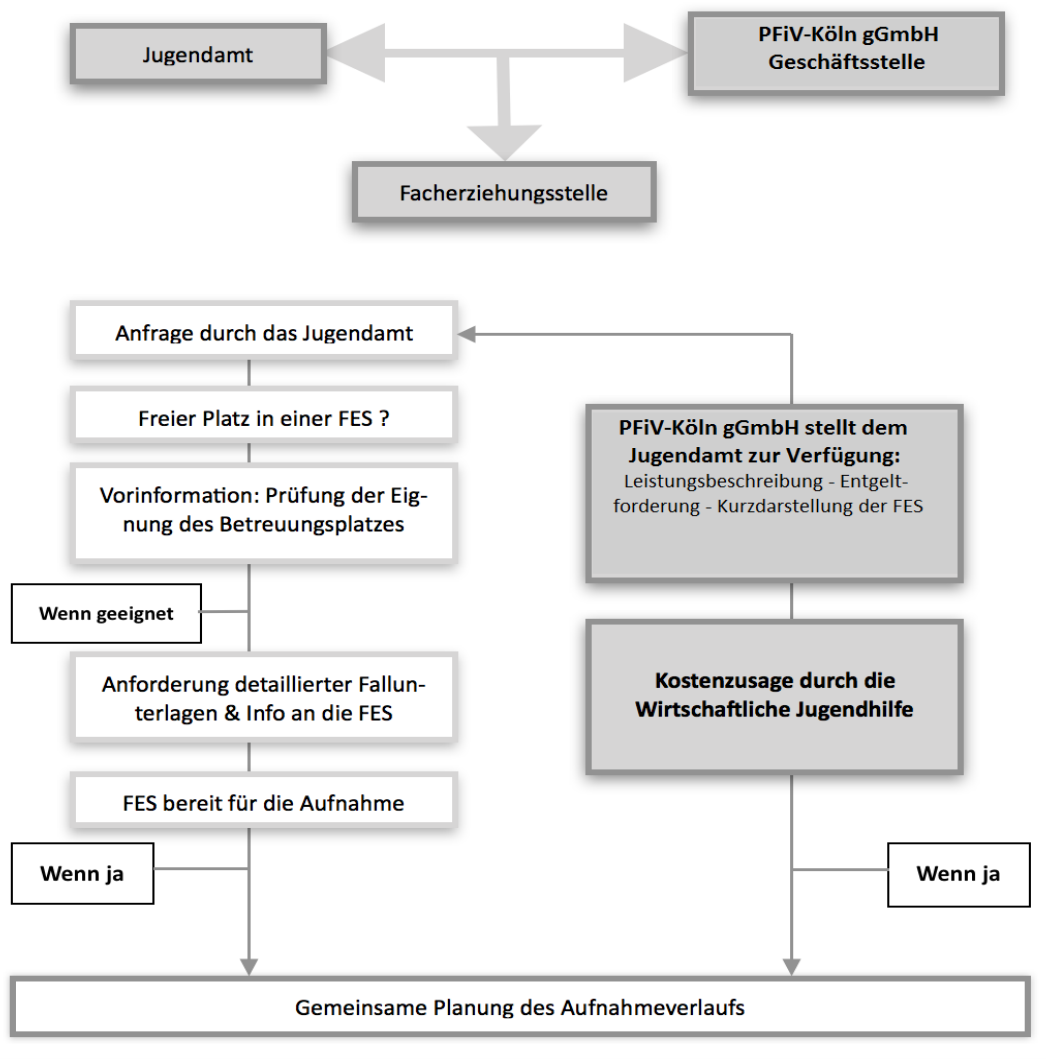 Jugendamt
PFiV-Köln gGmbH
Geschäftsstelle
Facherziehungsstelle
Anfrage durch das Jugendamt
Freier Platz in einer FES ?
Vorinformation: Prüfung der Eig-
nung des Betreuungsplatzes
Wenn geeignet
Anforderung detaillierter Fallun-
terlagen & Info an die FES
FES bereit für die Aufnahme
Wenn ja
PFiV-Köln gGmbH stellt dem
Jugendamt zur Verfügung:
Leistungsbeschreibung - Entgelt-
forderung - Kurzdarstellung der FES
Kostenzusage durch die
Wirtschaftliche Jugendhilfe
Wenn ja
Gemeinsame Planung des Aufnahmeverlaufs